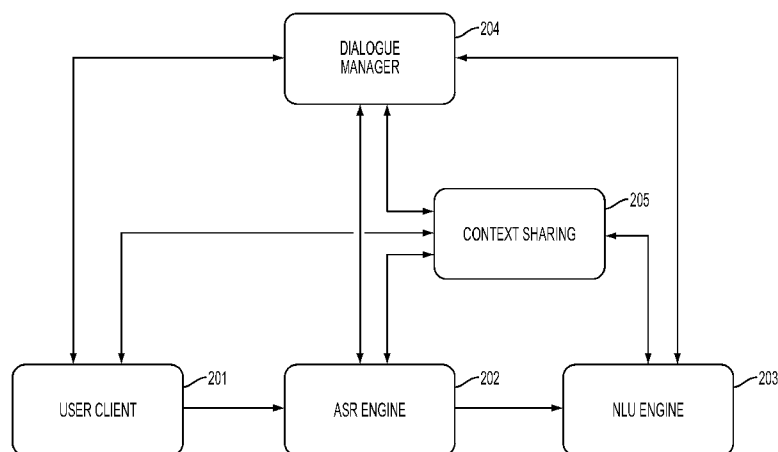 204
DIALOGUE
MANAGER
205
CONTEXT SHARING
201
USER CLIENT
202
ASR ENGINE
203
NLU ENGINE